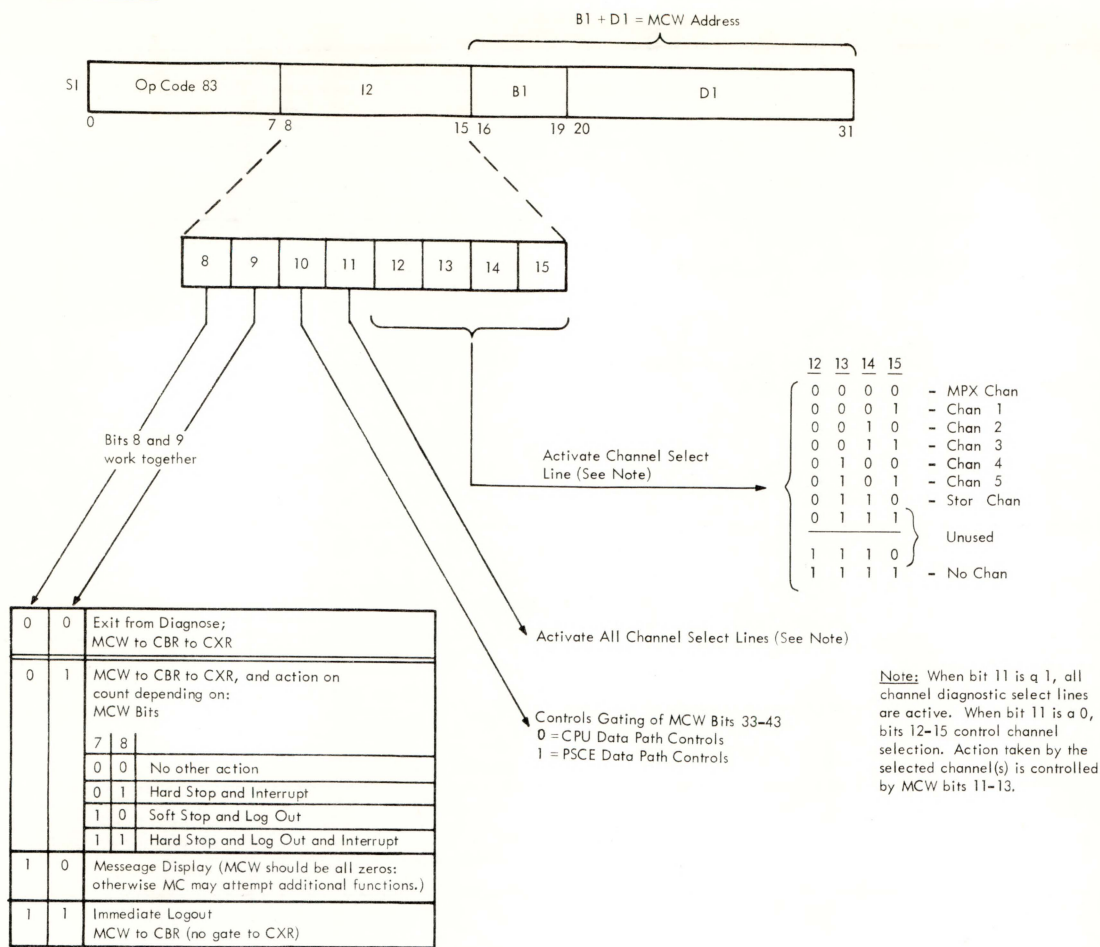 B1 + D1 = MCW Address
SI
Op Code 83
I2
B1
D1
0
7 8
15 16
19 20
31
8 9 10 11 12 13 14 15
Bits 8 and 9
work together
Activate Channel Select
Line (See Note)
12 13 14 15
0 0 0 0 - MPX Chan
0 0 0 1 - Chan 1
0 0 1 0 - Chan 2
0 0 1 1 - Chan 3
0 1 0 0 - Chan 4
0 1 0 1 - Chan 5
0 1 1 0 - Stor Chan
0 1 1 1
Unused
1 1 1 0
1 1 1 1 - No Chan
Activate All Channel Select Lines (See Note)
Controls Gating of MCW Bits 33-43
0 = CPU Data Path Controls
1 = PSCE Data Path Controls
Note: When bit 11 is q 1, all
channel diagnostic select lines
are active. When bit 11 is a 0,
bits 12-15 control channel
selection. Action taken by the
selected channel(s) is controlled
by MCW bits 11-13.
0 0 Exit from Diagnose;
MCW to CBR to CXR
0 1 MCW to CBR to CXR, and action on
count depending on:
MCW Bits
7 8
0 0 No other action
0 1 Hard Stop and Interrupt
1 0 Soft Stop and Log Out
1 1 Hard Stop and Log Out and Interrupt
1 0 Messeage Display (MCW should be all zeros:
otherwise MC may attempt additional functions.)
1 1 Immediate Logout
MCW to CBR (no gate to CXR)